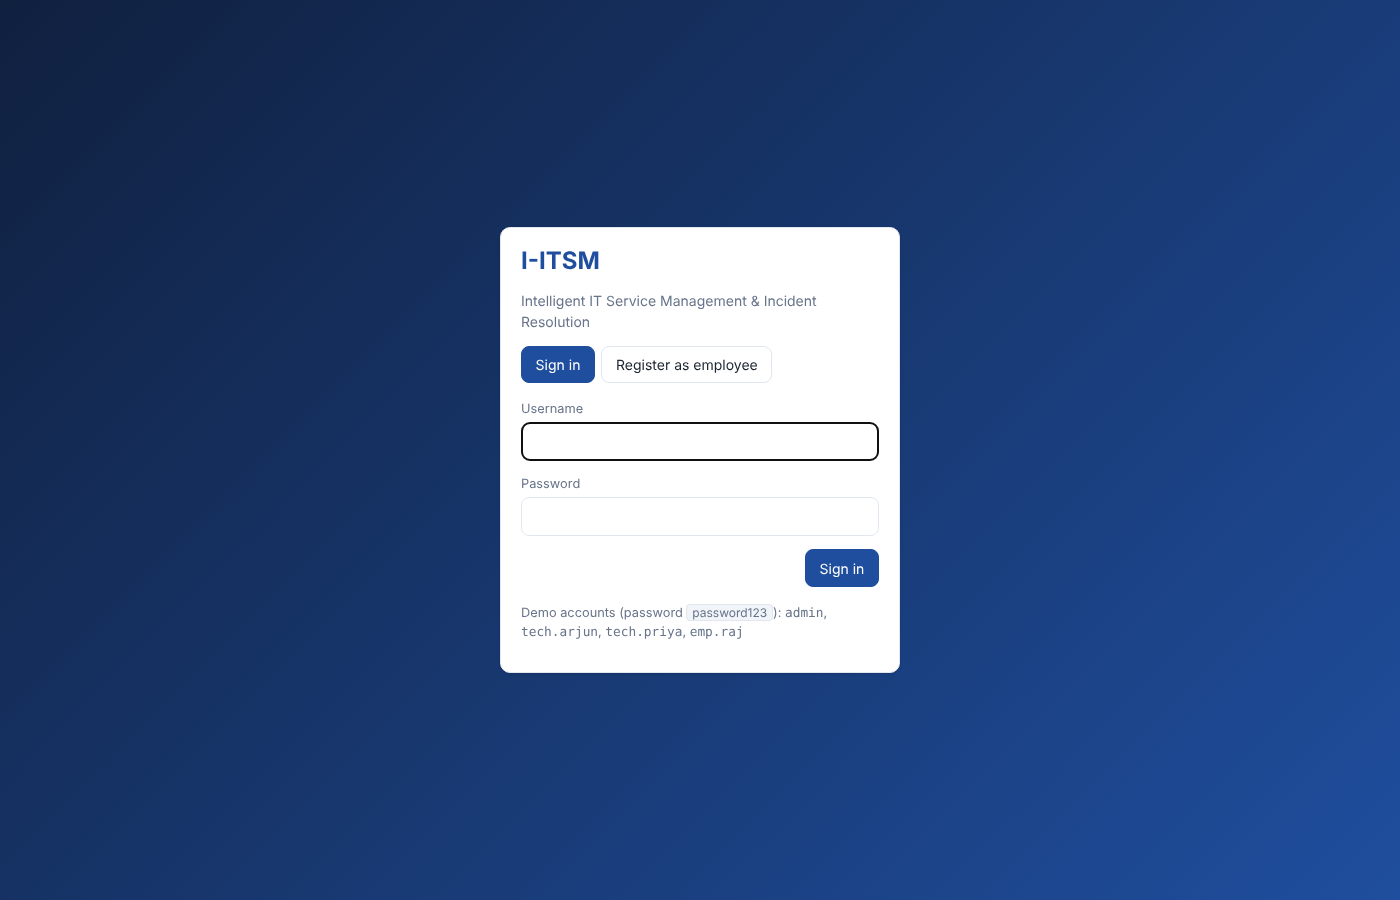 I-ITSM
Intelligent IT Service Management & Incident
Resolution
Sign in Register as employee
Username
Password
Sign in
Demo accounts (password password123): admin,
tech.arjun, tech.priya, emp.raj